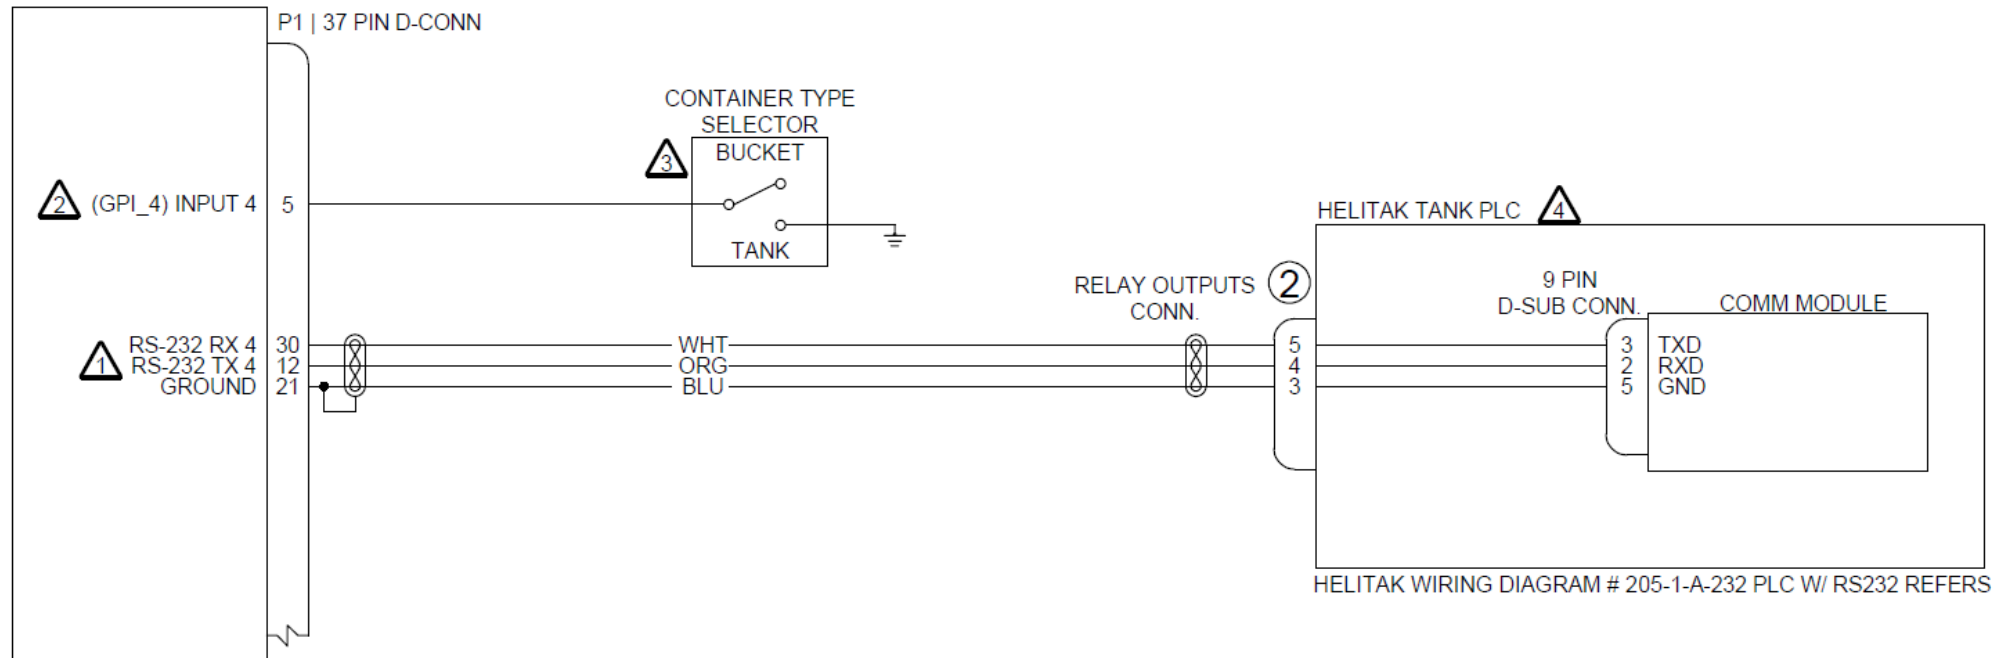 P1 | 37 PIN D-CONN
CONTAINER TYPE
SELECTOR
3
BUCKET
2 (GPI_4) INPUT 4 5
TANK
HELITAK TANK PLC 4
RELAY OUTPUTS 2
CONN.
9 PIN
D-SUB CONN.
COMM MODULE
1
RS-232 RX 4 30 WHT 5 3 TXD
RS-232 TX 4 12 ORG 4 2 RXD
GROUND 21 BLU 3 5 GND
HELITAK WIRING DIAGRAM # 205-1-A-232 PLC W/ RS232 REFERS